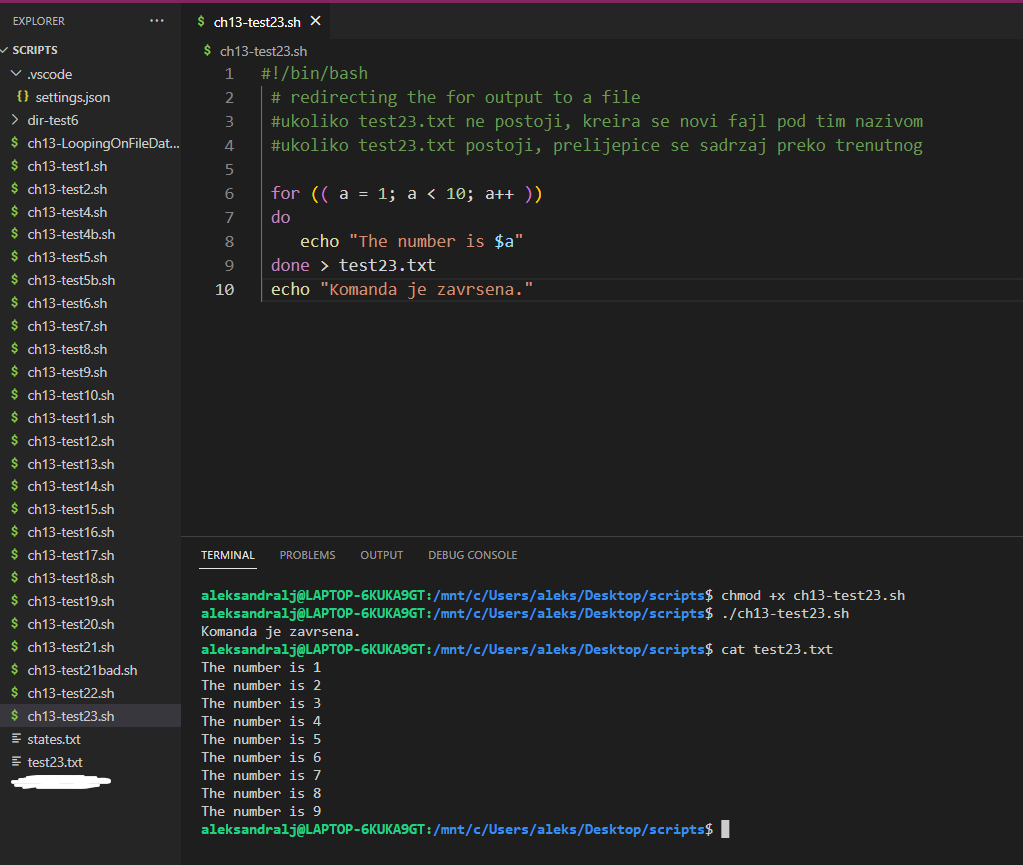 EXPLORER ...
SCRIPTS
.vscode
{} settings.json
dir-test6
$ ch13-LoopingOnFileDat...
$ ch13-test1.sh
$ ch13-test2.sh
$ ch13-test4.sh
$ ch13-test4b.sh
$ ch13-test5.sh
$ ch13-test5b.sh
$ ch13-test6.sh
$ ch13-test7.sh
$ ch13-test8.sh
$ ch13-test9.sh
$ ch13-test10.sh
$ ch13-test11.sh
$ ch13-test12.sh
$ ch13-test13.sh
$ ch13-test14.sh
$ ch13-test15.sh
$ ch13-test16.sh
$ ch13-test17.sh
$ ch13-test18.sh
$ ch13-test19.sh
$ ch13-test20.sh
$ ch13-test21.sh
$ ch13-test21bad.sh
$ ch13-test22.sh
$ ch13-test23.sh
states.txt
test23.txt
$ ch13-test23.sh ×
$ ch13-test23.sh
1 #!/bin/bash
2 # redirecting the for output to a file
3 #ukoliko test23.txt ne postoji, kreira se novi fajl pod tim nazivom
4 #ukoliko test23.txt postoji, prelijepice se sadrzaj preko trenutnog
5
6 for (( a = 1; a < 10; a++ ))
7 do
8 echo "The number is $a"
9 done > test23.txt
10 echo "Komanda je zavrsena."
TERMINAL PROBLEMS OUTPUT DEBUG CONSOLE
aleksandralj@LAPTOP-6KUKA9GT:/mnt/c/Users/aleks/Desktop/scripts$ chmod +x ch13-test23.sh
aleksandralj@LAPTOP-6KUKA9GT:/mnt/c/Users/aleks/Desktop/scripts$ ./ch13-test23.sh
Komanda je zavrsena.
aleksandralj@LAPTOP-6KUKA9GT:/mnt/c/Users/aleks/Desktop/scripts$ cat test23.txt
The number is 1
The number is 2
The number is 3
The number is 4
The number is 5
The number is 6
The number is 7
The number is 8
The number is 9
aleksandralj@LAPTOP-6KUKA9GT:/mnt/c/Users/aleks/Desktop/scripts$